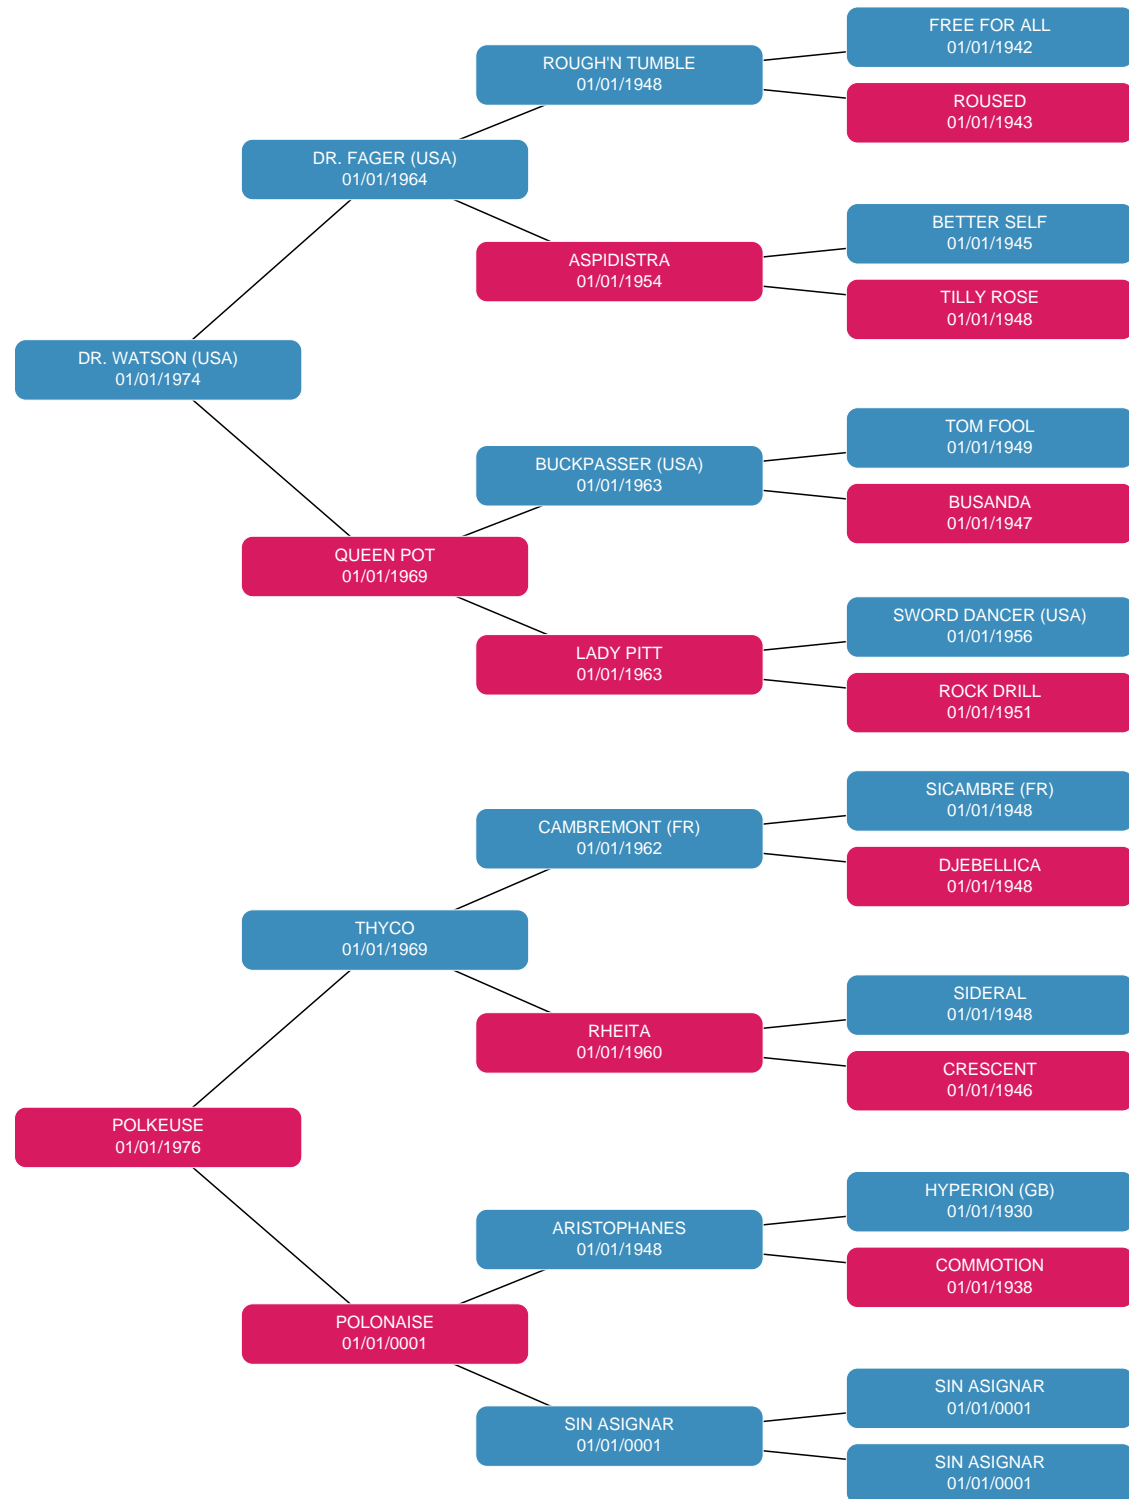 FREE FOR ALL
01/01/1942
ROUGH'N TUMBLE
01/01/1948
ROUSED
01/01/1943
DR. FAGER (USA)
01/01/1964
BETTER SELF
01/01/1945
ASPIDISTRA
01/01/1954
TILLY ROSE
01/01/1948
DR. WATSON (USA)
01/01/1974
TOM FOOL
01/01/1949
BUCKPASSER (USA)
01/01/1963
BUSANDA
01/01/1947
QUEEN POT
01/01/1969
SWORD DANCER (USA)
01/01/1956
LADY PITT
01/01/1963
ROCK DRILL
01/01/1951
SICAMBRE (FR)
01/01/1948
CAMBREMONT (FR)
01/01/1962
DJEBELLICA
01/01/1948
THYCO
01/01/1969
SIDERAL
01/01/1948
RHEITA
01/01/1960
CRESCENT
01/01/1946
POLKEUSE
01/01/1976
HYPERION (GB)
01/01/1930
ARISTOPHANES
01/01/1948
COMMOTION
01/01/1938
POLONAISE
01/01/0001
SIN ASIGNAR
01/01/0001
SIN ASIGNAR
01/01/0001
SIN ASIGNAR
01/01/0001